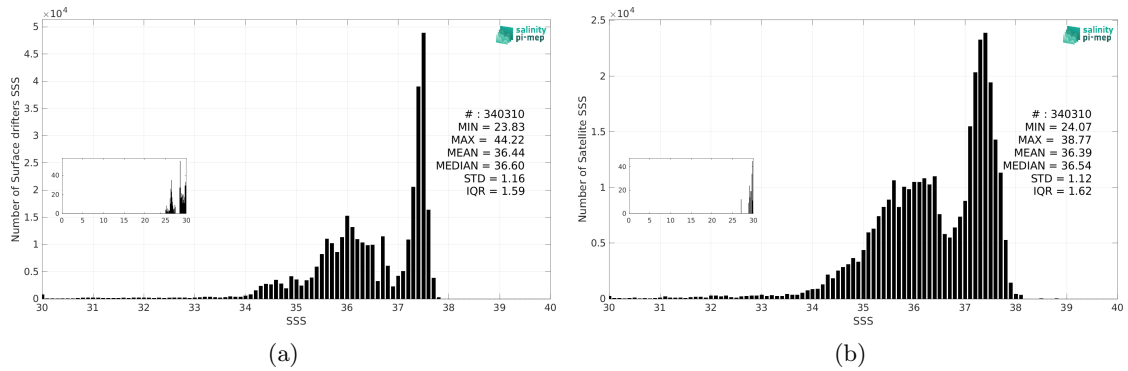 ×10⁴
salinity
pi-mep
5
4.5
4
3.5
3
2.5
2
1.5
1
0.5
0
Number of Surface drifters SSS
# : 340310
MIN = 23.83
MAX = 44.22
MEAN = 36.44
MEDIAN = 36.60
STD = 1.16
IQR = 1.59
40
20
0
0 5 10 15 20 25 30
30 31 32 33 34 35 36 37 38 39 40
SSS
(a)
×10⁴
salinity
pi-mep
2.5
2
1.5
1
0.5
0
Number of Satellite SSS
# : 340310
MIN = 24.07
MAX = 38.77
MEAN = 36.39
MEDIAN = 36.54
STD = 1.12
IQR = 1.62
40
20
0
0 5 10 15 20 25 30
30 31 32 33 34 35 36 37 38 39 40
SSS
(b)